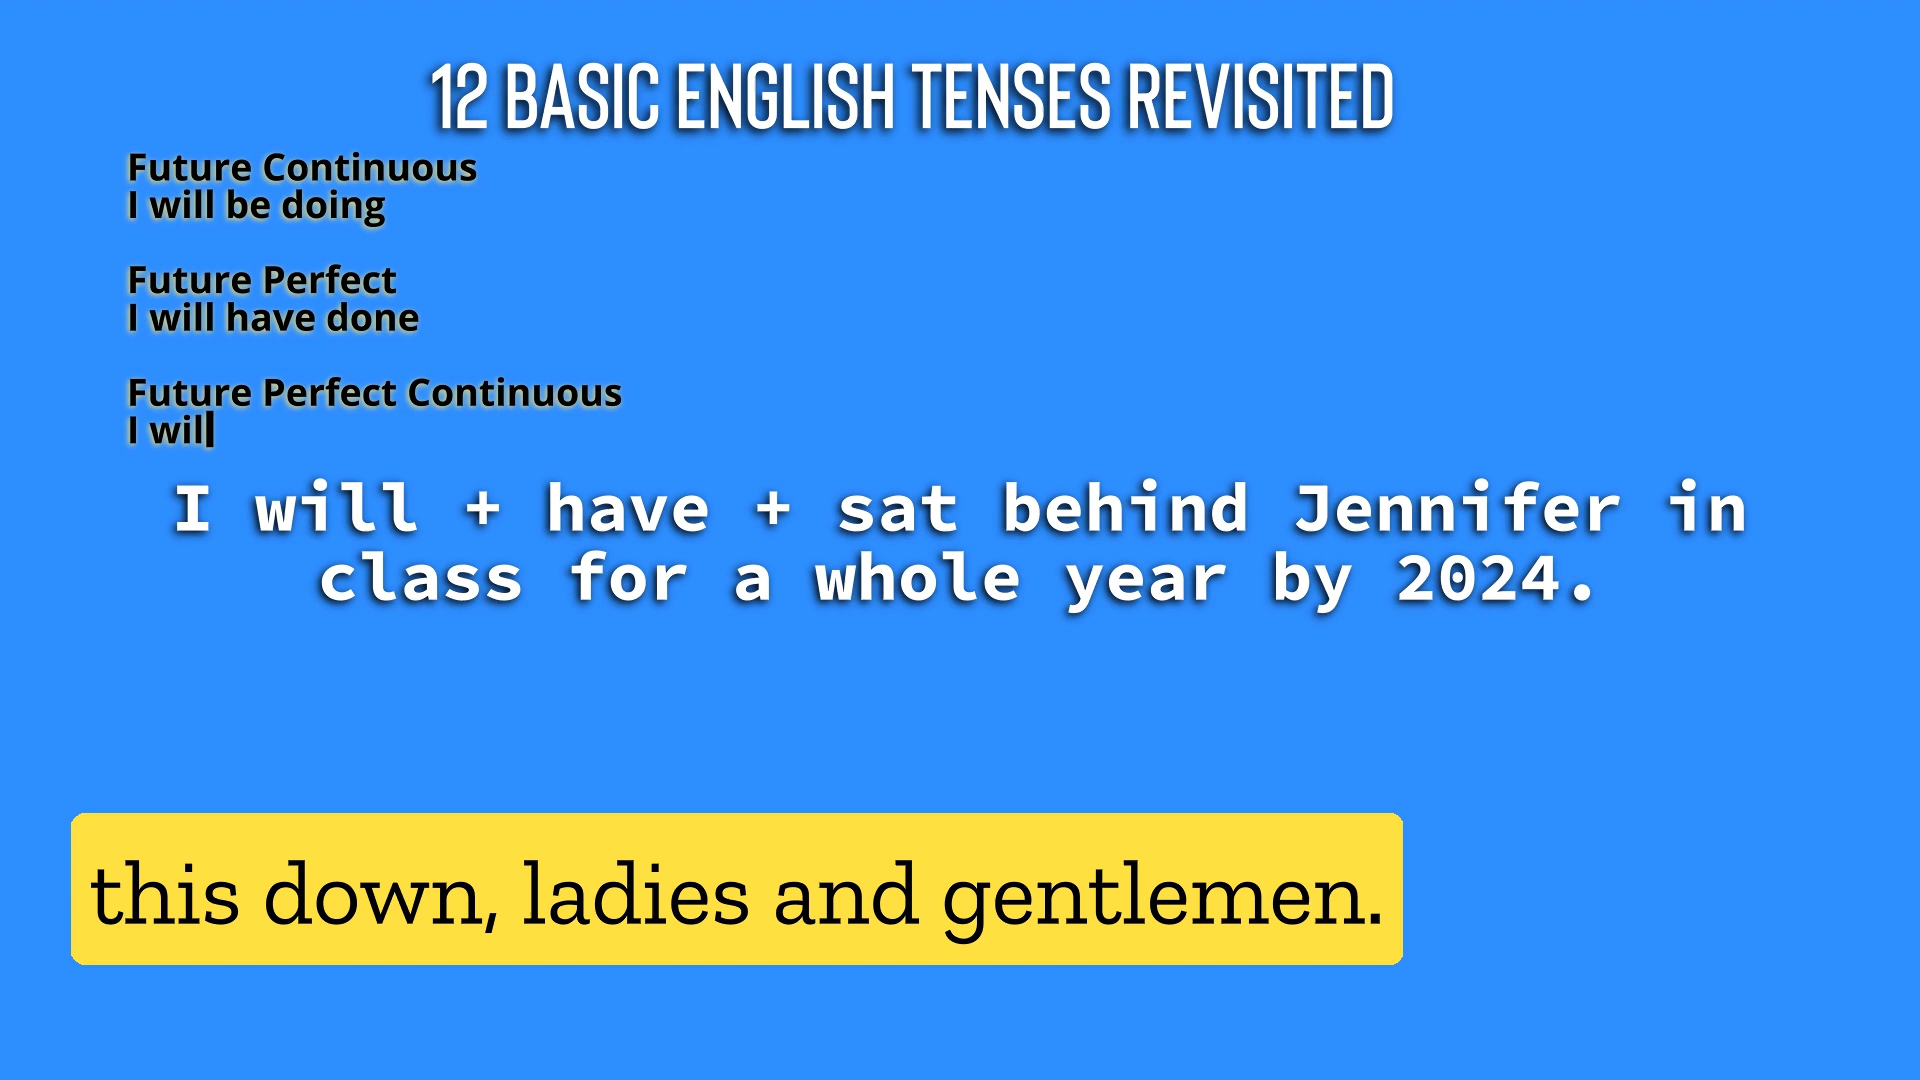 12 BASIC ENGLISH TENSES REVISITED
Future Continuous
I will be doing
Future Perfect
I will have done
Future Perfect Continuous
I wil
I will + have + sat behind Jennifer in
class for a whole year by 2024.
this down, ladies and gentlemen.